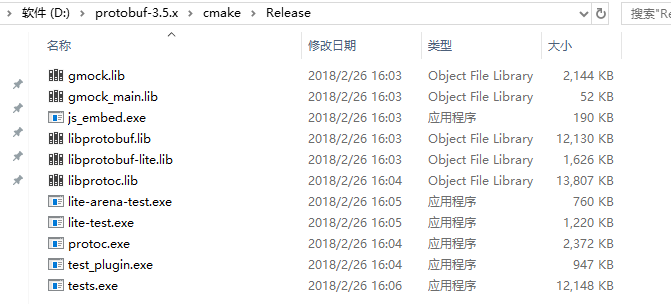 软件 (D:) > protobuf-3.5.x > cmake > Release 搜索"Re
名称 修改日期 类型 大小
gmock.lib 2018/2/26 16:03 Object File Library 2,144 KB
gmock_main.lib 2018/2/26 16:03 Object File Library 52 KB
js_embed.exe 2018/2/26 16:03 应用程序 190 KB
libprotobuf.lib 2018/2/26 16:03 Object File Library 12,130 KB
libprotobuf-lite.lib 2018/2/26 16:03 Object File Library 1,626 KB
libprotoc.lib 2018/2/26 16:04 Object File Library 13,807 KB
lite-arena-test.exe 2018/2/26 16:05 应用程序 760 KB
lite-test.exe 2018/2/26 16:05 应用程序 1,220 KB
protoc.exe 2018/2/26 16:04 应用程序 2,372 KB
test_plugin.exe 2018/2/26 16:04 应用程序 947 KB
tests.exe 2018/2/26 16:06 应用程序 12,148 KB